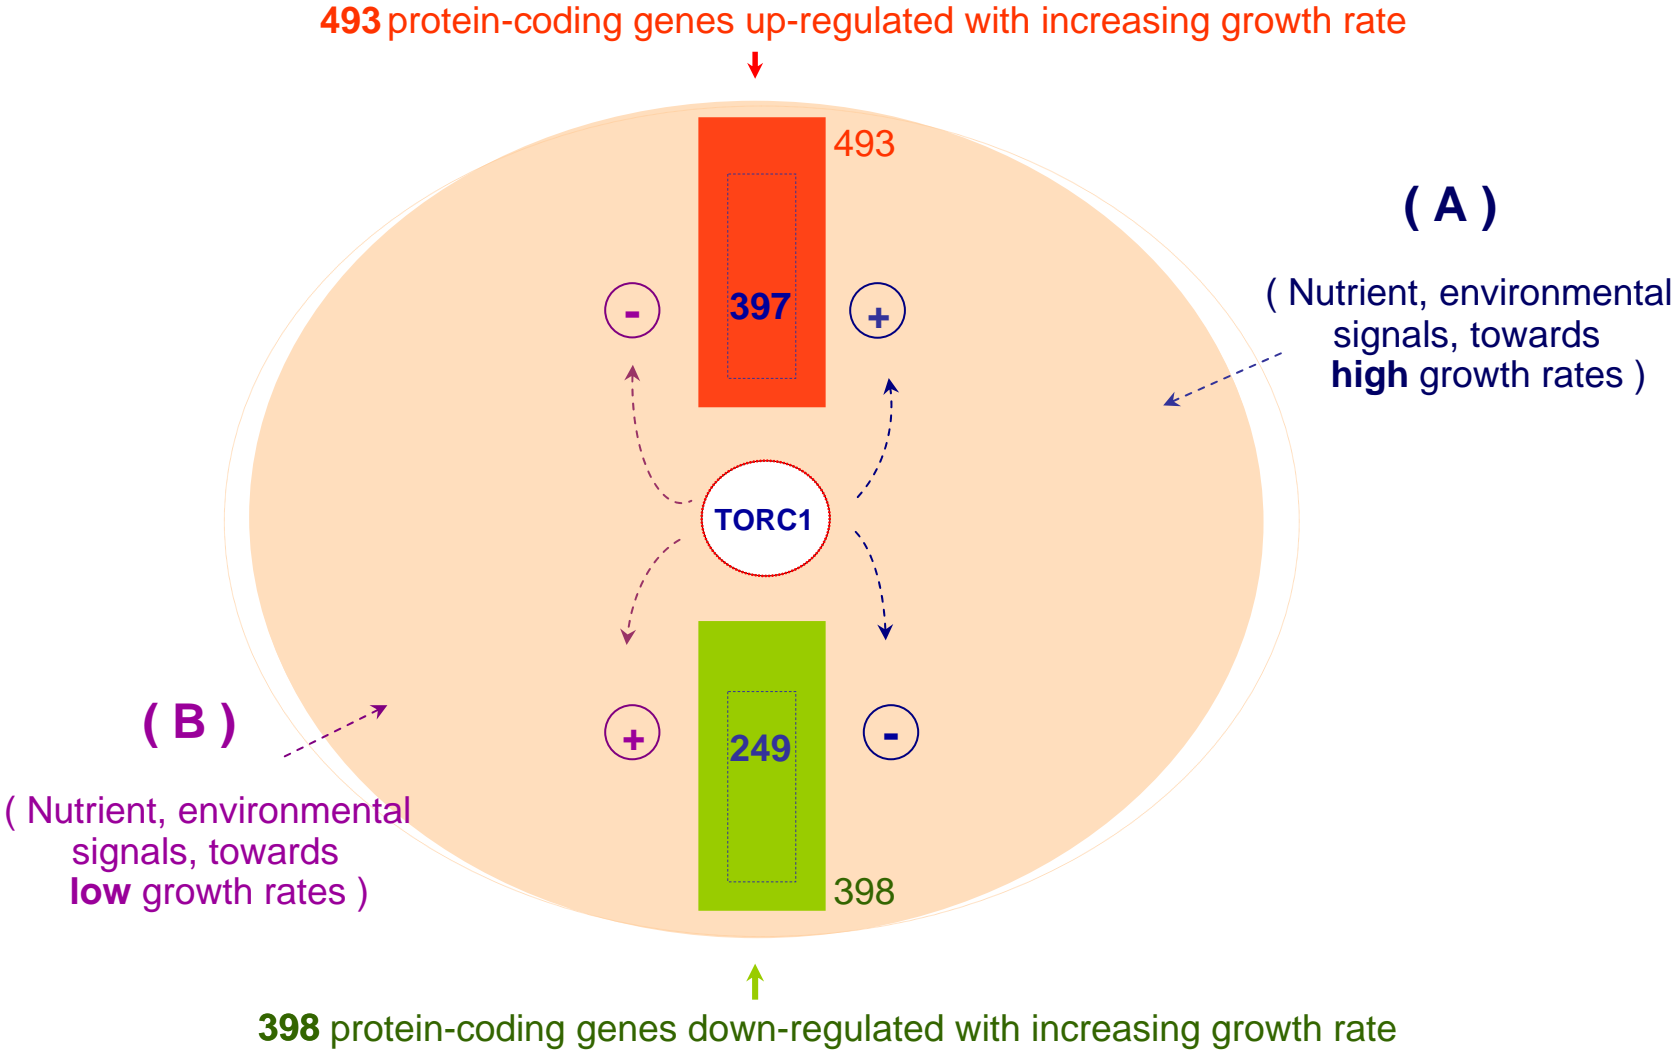 493 protein-coding genes up-regulated with increasing growth rate
493
( A )
( Nutrient, environmental
signals, towards
high growth rates )
-
397
+
TORC1
( B )
( Nutrient, environmental
signals, towards
low growth rates )
+
249
-
398
398 protein-coding genes down-regulated with increasing growth rate